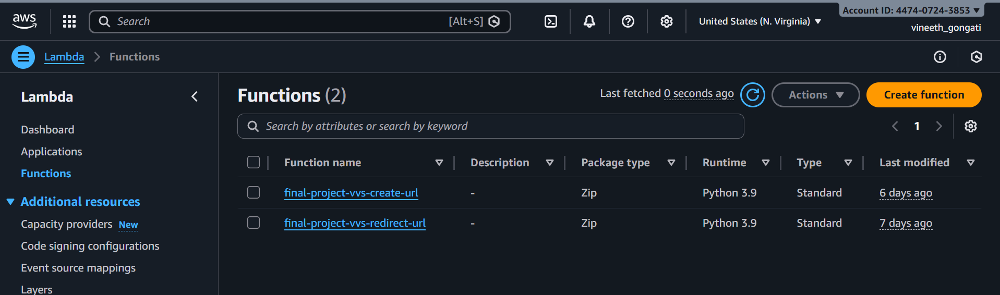 aws
Search [Alt+S]
United States (N. Virginia)
Account ID: 4474-0724-3853
vineeth_gongati
Lambda Functions
Lambda
Dashboard
Applications
Functions
Additional resources
Capacity providers New
Code signing configurations
Event source mappings
Layers
Functions (2)
Last fetched 0 seconds ago
Actions
Create function
Search by attributes or search by keyword
1
Function name Description Package type Runtime Type Last modified
final-project-vvs-create-url - Zip Python 3.9 Standard 6 days ago
final-project-vvs-redirect-url - Zip Python 3.9 Standard 7 days ago